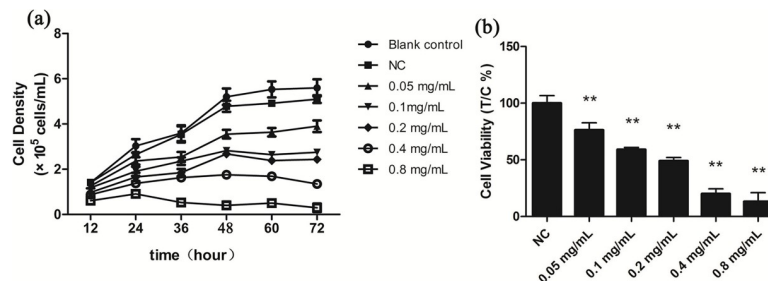 (a)
Cell Density
(× 10⁵ cells/mL)
8
6
4
2
0
12 24 36 48 60 72
time（hour）
Blank control
NC
0.05 mg/mL
0.1mg/mL
0.2 mg/mL
0.4 mg/mL
0.8 mg/mL
(b)
Cell Viability (T/C %)
150
100
50
0
** ** ** ** **
NC
0.05 mg/mL
0.1 mg/mL
0.2 mg/mL
0.4 mg/mL
0.8 mg/mL